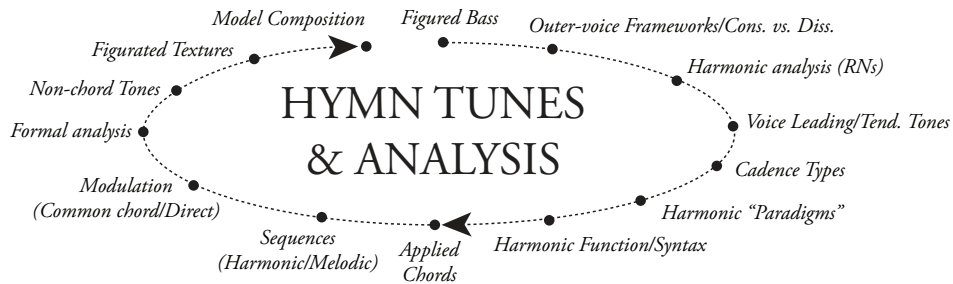 Model Composition
Figured Bass
Outer-voice Frameworks/Cons. vs. Diss.
Figurated Textures
Harmonic analysis (RNs)
Non-chord Tones
HYMN TUNES
& ANALYSIS
Formal analysis
Voice Leading/Tend. Tones
Cadence Types
Modulation
(Common chord/Direct)
Harmonic “Paradigms”
Sequences
(Harmonic/Melodic)
Applied
Chords
Harmonic Function/Syntax